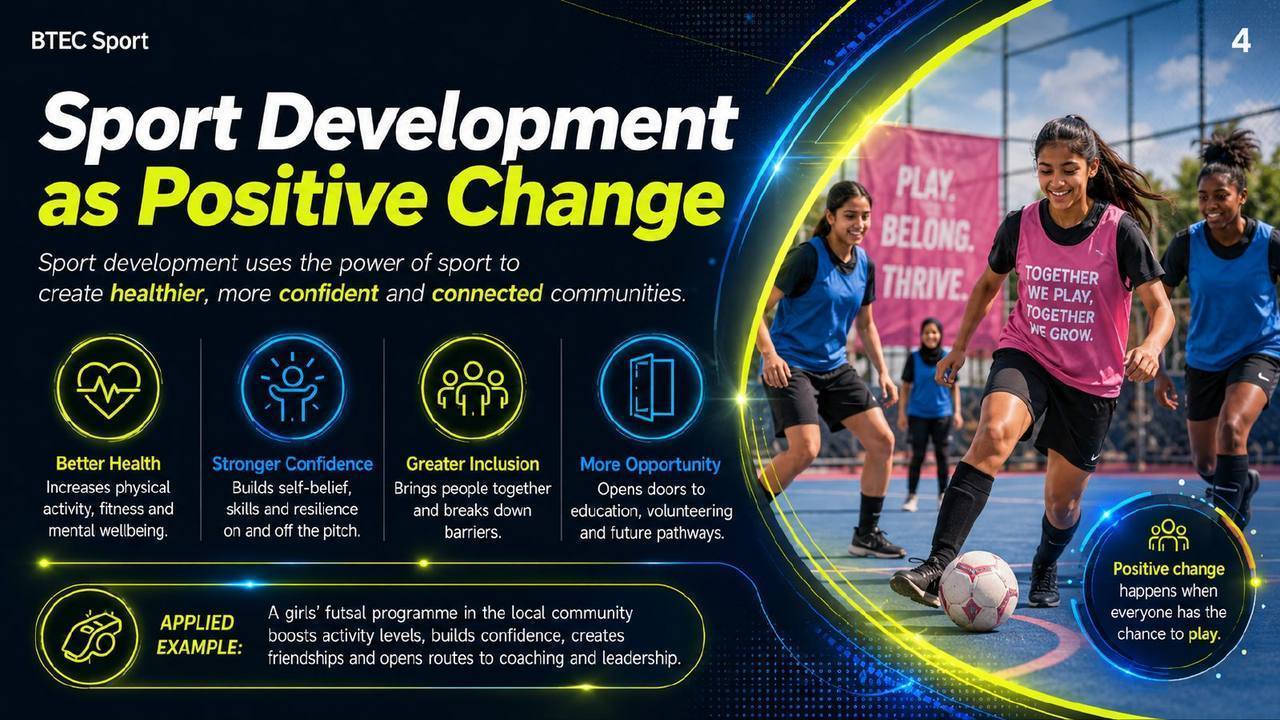 BTEC Sport
4
Sport Development
as Positive Change
Sport development uses the power of sport to
create healthier, more confident and connected communities.
Better Health
Increases physical
activity, fitness and
mental wellbeing.
Stronger Confidence
Builds self-belief,
skills and resilience
on and off the pitch.
Greater Inclusion
Brings people together
and breaks down
barriers.
More Opportunity
Opens doors to
education, volunteering
and future pathways.
APPLIED
EXAMPLE:
A girls' futsal programme in the local community
boosts activity levels, builds confidence, creates
friendships and opens routes to coaching and leadership.
PLAY.
BELONG.
THRIVE.
TOGETHER
WE PLAY,
TOGETHER
WE GROW.
Positive change
happens when
everyone has the
chance to play.